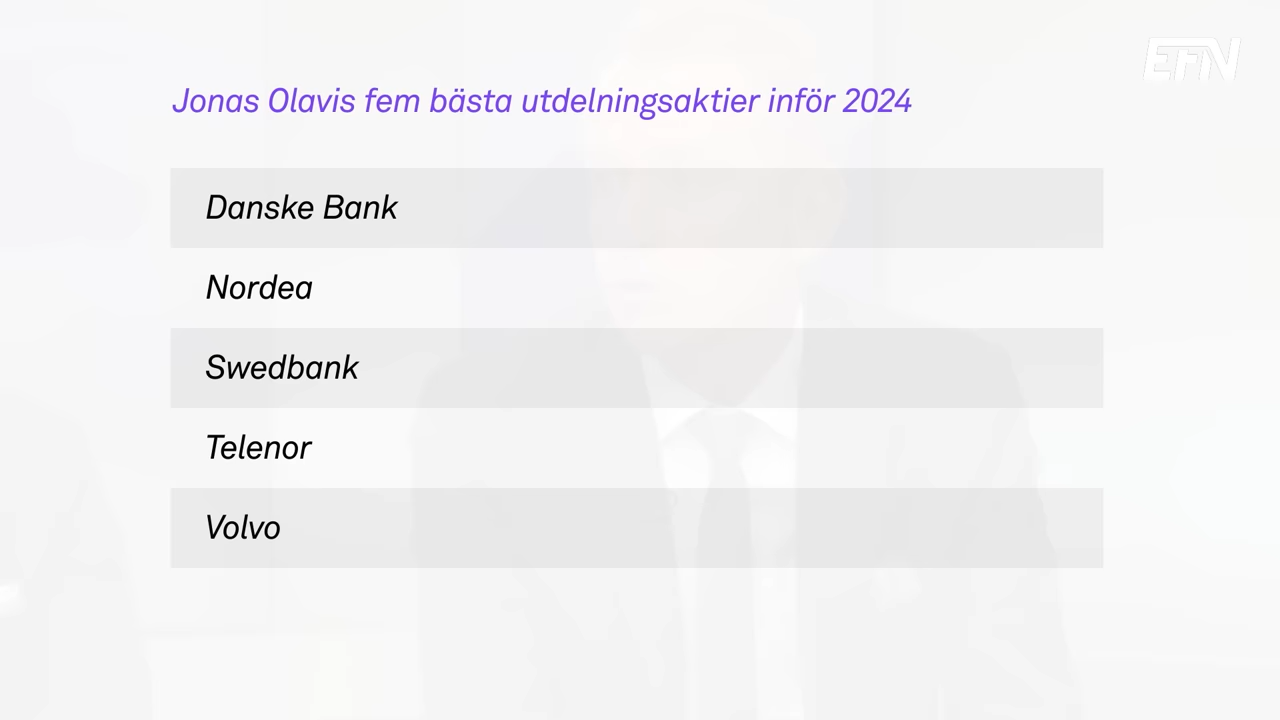 EFN
Jonas Olavis fem bästa utdelningsaktier inför 2024
Danske Bank
Nordea
Swedbank
Telenor
Volvo